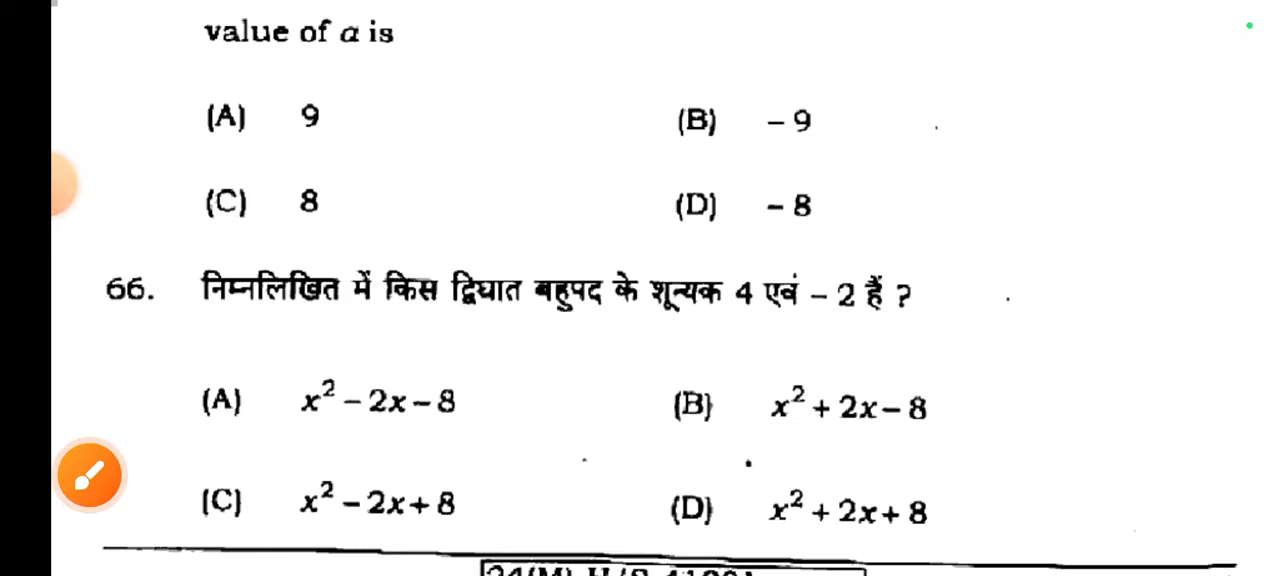 value of a is
(A) 9 (B) – 9
(C) 8 (D) – 8
66. निम्नलिखित में किस द्विघात बहुपद के शून्यक 4 एवं – 2 हैं ?
(A) x² – 2x – 8 (B) x² + 2x – 8
(C) x² – 2x + 8 (D) x² + 2x + 8